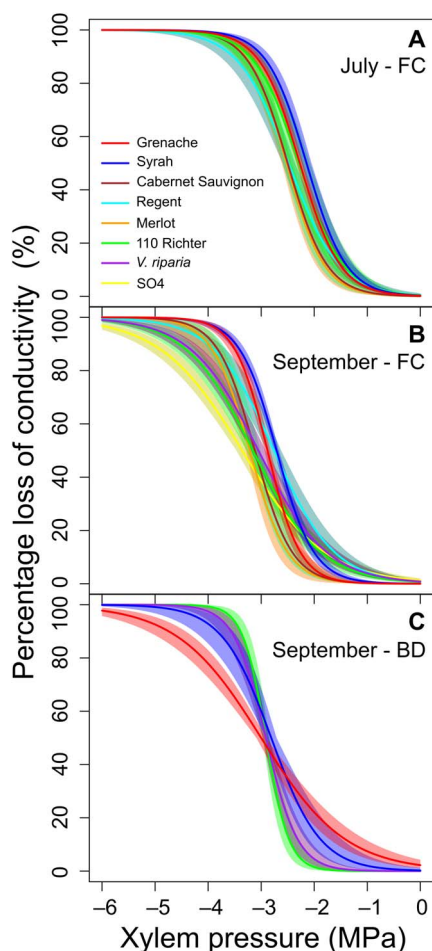 A
July - FC
100
80
60
40
20
0
Grenache
Syrah
Cabernet Sauvignon
Regent
Merlot
110 Richter
V. riparia
SO4
B
September - FC
100
80
60
40
20
0
C
September - BD
100
80
60
40
20
0
Percentage loss of conductivity (%)
–6 –5 –4 –3 –2 –1 0
Xylem pressure (MPa)